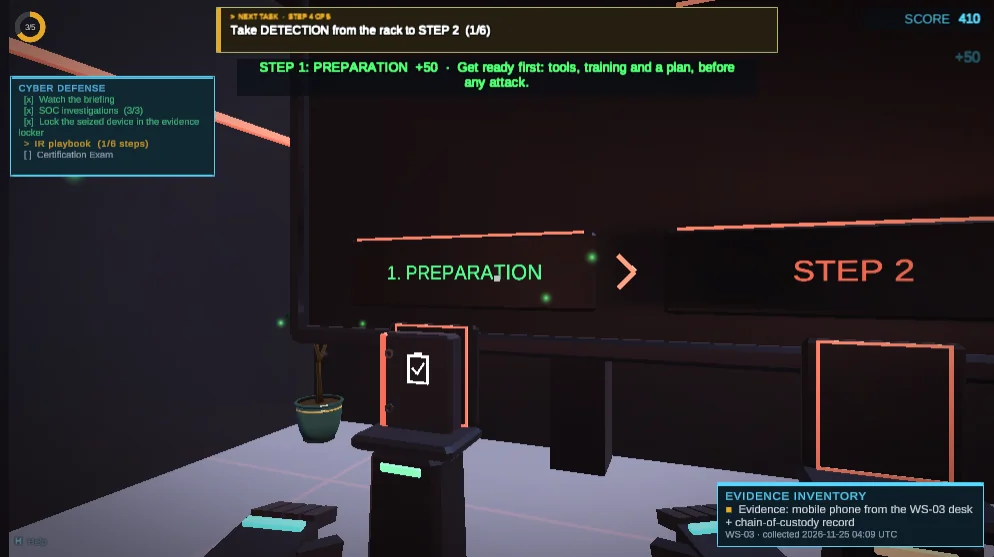 3/5
> NEXT TASK · STEP 4 OF 5
Take DETECTION from the rack to STEP 2 (1/6)
SCORE 410
+50
STEP 1: PREPARATION +50 · Get ready first: tools, training and a plan, before
any attack.
CYBER DEFENSE
[x] Watch the briefing
[x] SOC investigations (3/3)
[x] Lock the seized device in the evidence
locker
> IR playbook (1/6 steps)
[ ] Certification Exam
1. PREPARATION
STEP 2
EVIDENCE INVENTORY
Evidence: mobile phone from the WS-03 desk
+ chain-of-custody record
WS-03 · collected 2026-11-25 04:09 UTC
H Help